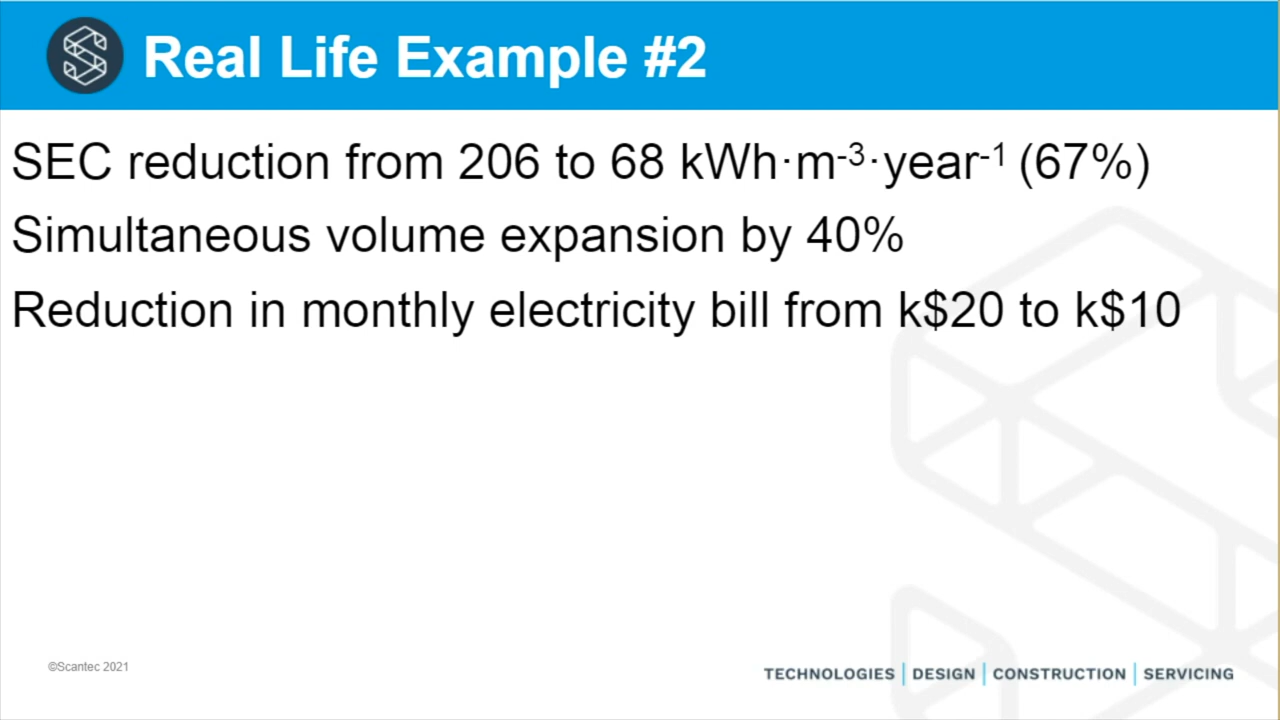 Real Life Example #2
SEC reduction from 206 to 68 kWh·m⁻³·year⁻¹ (67%)
Simultaneous volume expansion by 40%
Reduction in monthly electricity bill from k$20 to k$10
©Scantec 2021
TECHNOLOGIES | DESIGN | CONSTRUCTION | SERVICING